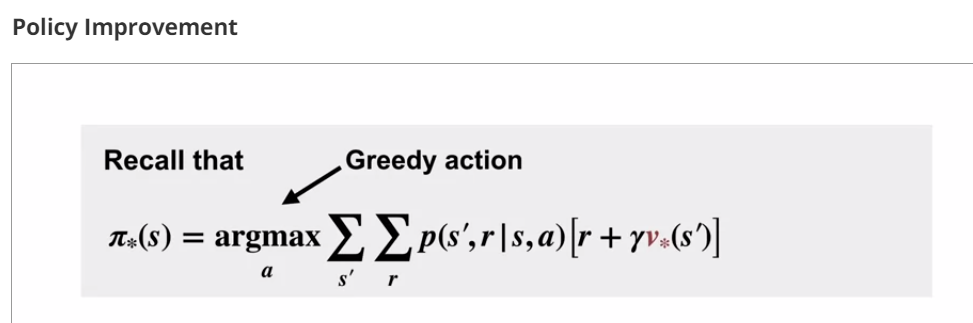 Policy Improvement
Recall that
Greedy action
π*(s) = argmax ∑ ∑ p(s′, r | s, a)[r + γv*(s′)]
a s′ r